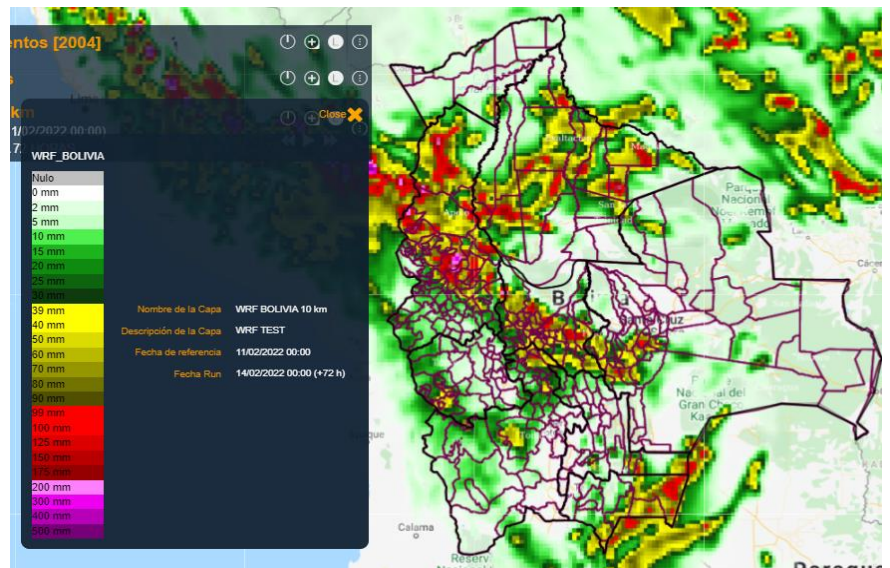 entos [2004]
s
km
Close
1/02/2022 00:00)
WRF_BOLIVIA
Nulo
0 mm
2 mm
5 mm
10 mm
15 mm
20 mm
25 mm
30 mm
39 mm
40 mm
50 mm
60 mm
70 mm
80 mm
90 mm
99 mm
100 mm
125 mm
150 mm
175 mm
200 mm
300 mm
400 mm
500 mm
Nombre de la Capa WRF BOLIVIA 10 km
Descripción de la Capa WRF TEST
Fecha de referencia 11/02/2022 00:00
Fecha Run 14/02/2022 00:00 (+72 h)
Nacional
Cáce
Cruz
Gran Chaco
Calama
Reserv